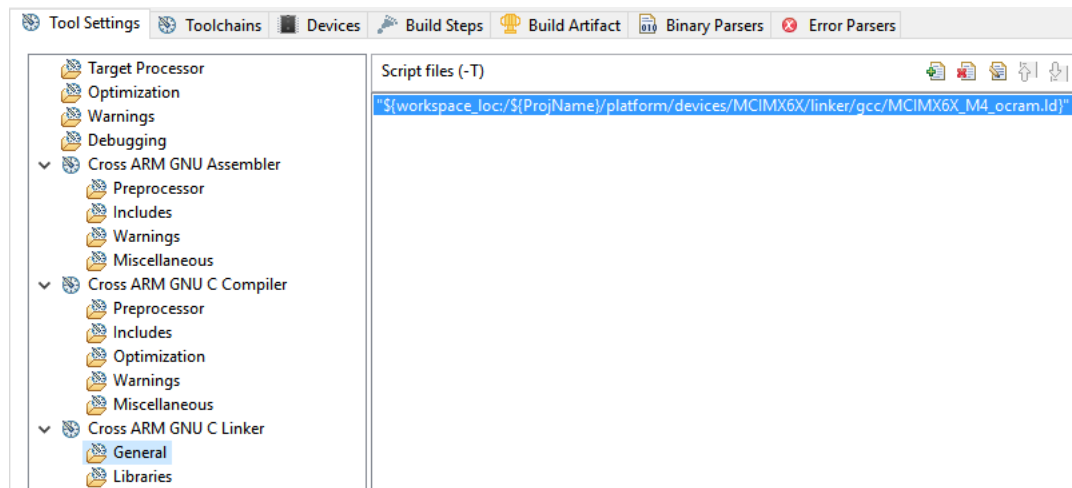 Tool Settings Toolchains Devices Build Steps Build Artifact Binary Parsers Error Parsers
Target Processor
Optimization
Warnings
Debugging
Cross ARM GNU Assembler
Preprocessor
Includes
Warnings
Miscellaneous
Cross ARM GNU C Compiler
Preprocessor
Includes
Optimization
Warnings
Miscellaneous
Cross ARM GNU C Linker
General
Libraries
Script files (-T)
"${workspace_loc:/${ProjName}/platform/devices/MCIMX6X/linker/gcc/MCIMX6X_M4_ocram.ld}"